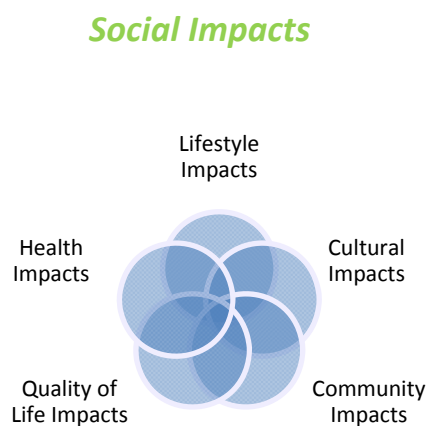 Social Impacts
Lifestyle
Impacts
Health
Impacts
Cultural
Impacts
Quality of
Life Impacts
Community
Impacts